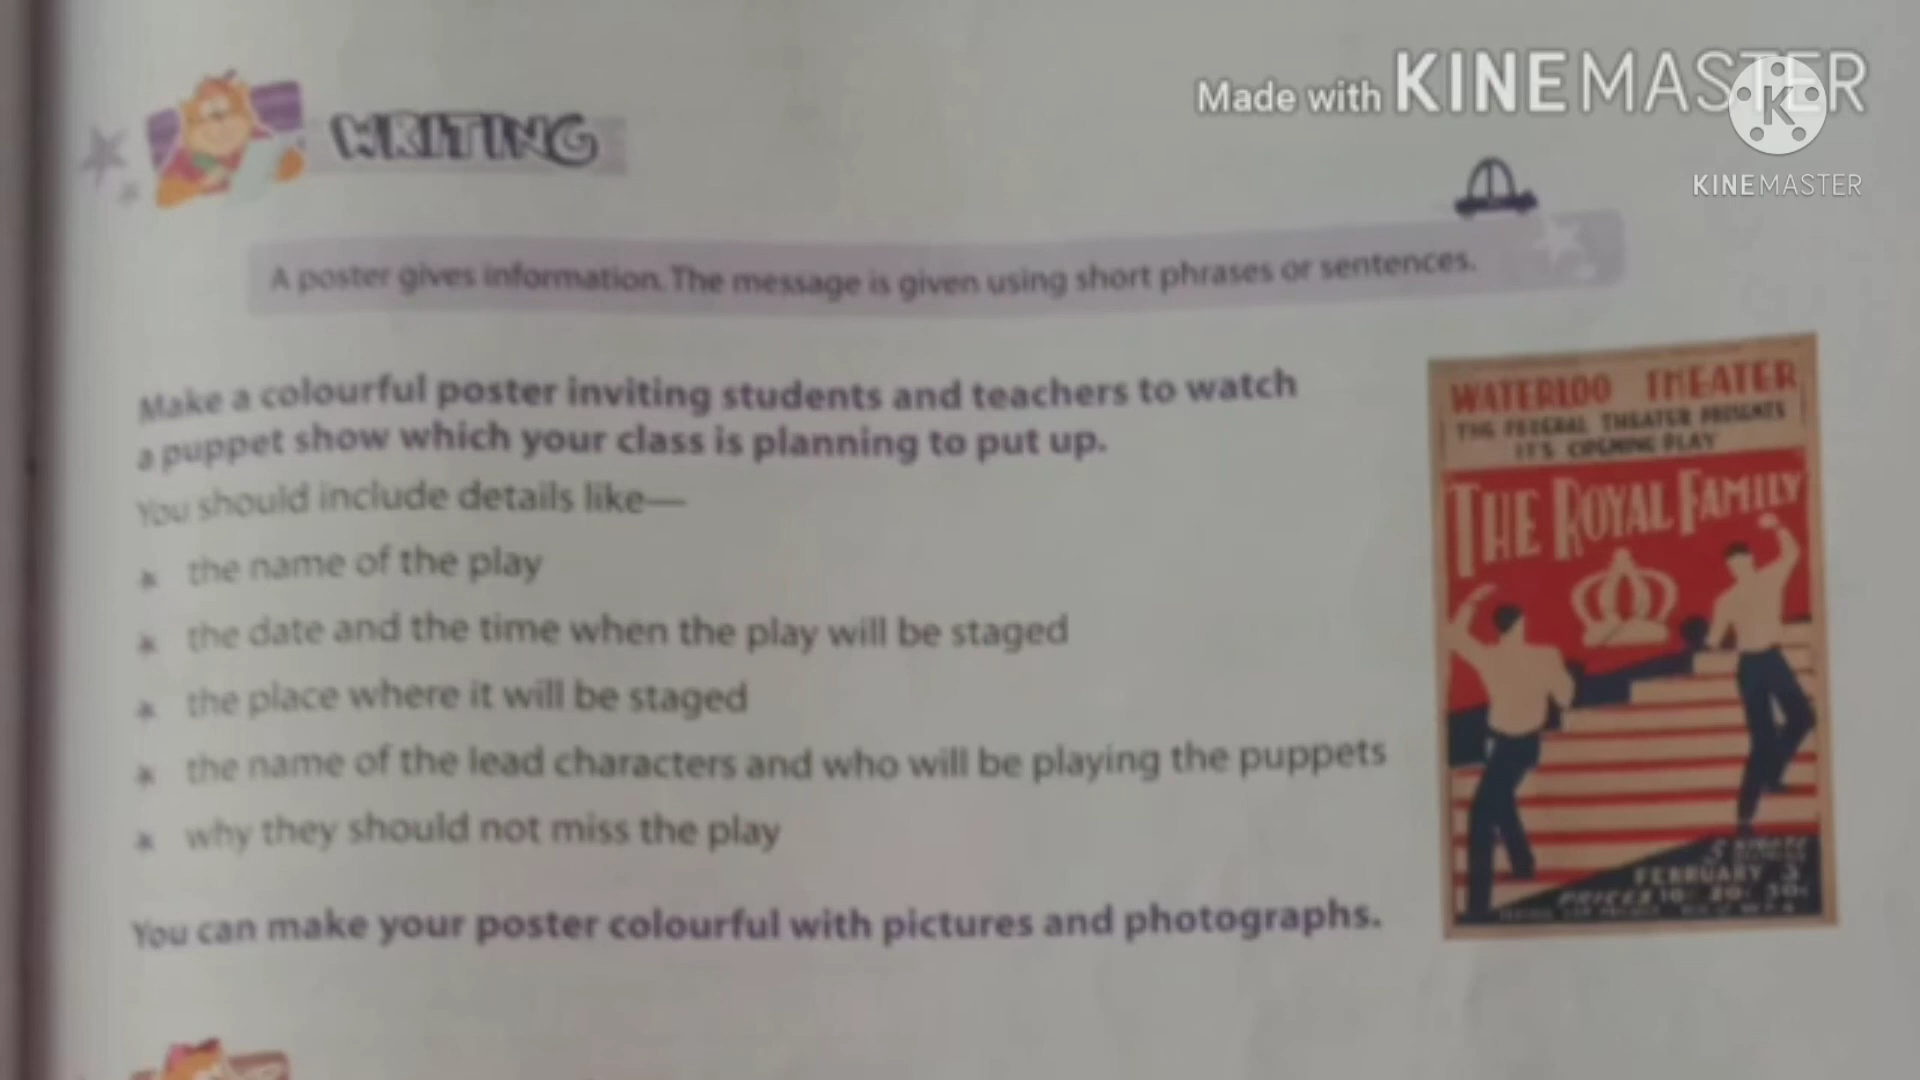 Made with KINEMASTER
K
KINEMASTER
WRITING
A poster gives information. The message is given using short phrases or sentences.
Make a colourful poster inviting students and teachers to watch
a puppet show which your class is planning to put up.
You should include details like—
* the name of the play
* the date and the time when the play will be staged
* the place where it will be staged
* the name of the lead characters and who will be playing the puppets
* why they should not miss the play
You can make your poster colourful with pictures and photographs.
WATERLOO THEATER
THE FEDERAL THEATER PRESENTS
IT'S OPENING PLAY
THE ROYAL FAMILY
FEBRUARY 3
PRICES 10c 20c